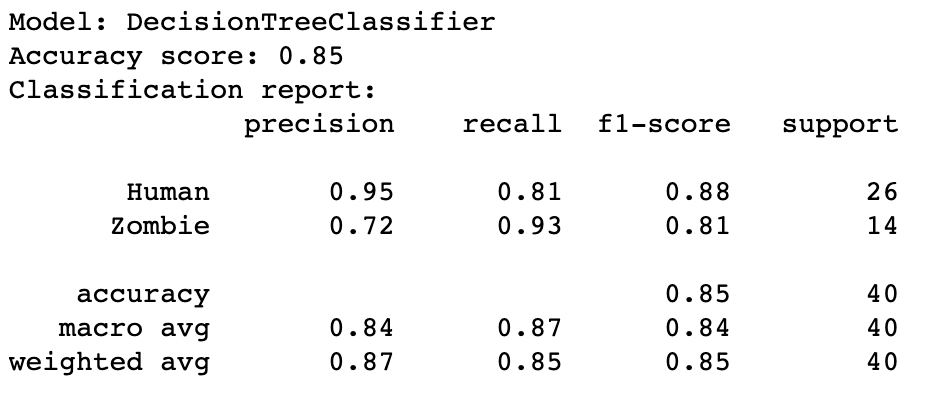 Model: DecisionTreeClassifier
Accuracy score: 0.85
Classification report:
precision recall f1-score support
Human 0.95 0.81 0.88 26
Zombie 0.72 0.93 0.81 14
accuracy 0.85 40
macro avg 0.84 0.87 0.84 40
weighted avg 0.87 0.85 0.85 40